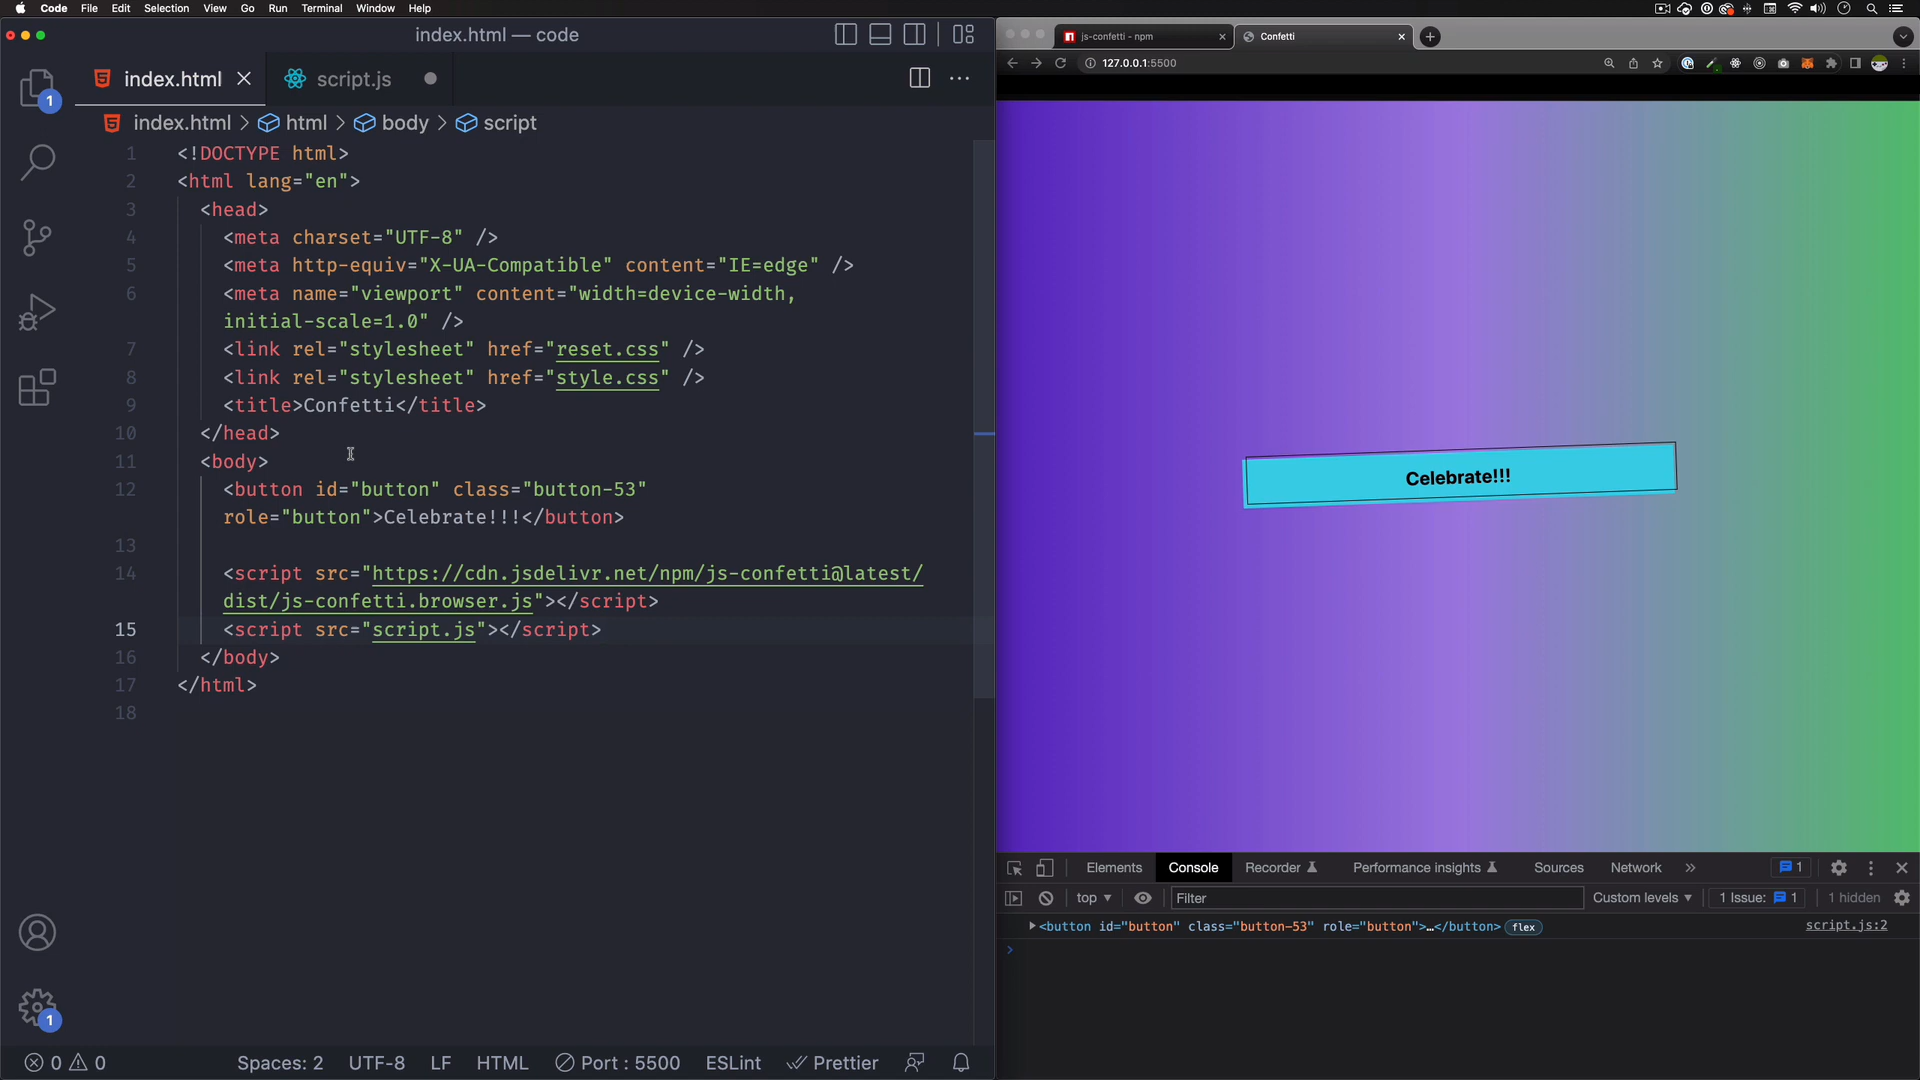 Code File Edit Selection View Go Run Terminal Window Help
index.html — code
index.html
script.js
1
index.html > html > body > script
1 <!DOCTYPE html>
2 <html lang="en">
3 <head>
4 <meta charset="UTF-8" />
5 <meta http-equiv="X-UA-Compatible" content="IE=edge" />
6 <meta name="viewport" content="width=device-width,
initial-scale=1.0" />
7 <link rel="stylesheet" href="reset.css" />
8 <link rel="stylesheet" href="style.css" />
9 <title>Confetti</title>
10 </head>
11 <body>
12 <button id="button" class="button-53"
role="button">Celebrate!!!</button>
13
14 <script src="https://cdn.jsdelivr.net/npm/js-confetti@latest/
dist/js-confetti.browser.js"></script>
15 <script src="script.js"></script>
16 </body>
17 </html>
18
1
0 0 Spaces: 2 UTF-8 LF HTML Port : 5500 ESLint Prettier
js-confetti - npm
Confetti
127.0.0.1:5500
Celebrate!!!
Elements Console Recorder Performance insights Sources Network » 1
top Filter Custom levels 1 Issue: 1 1 hidden
<button id="button" class="button-53" role="button">…</button> flex script.js:2